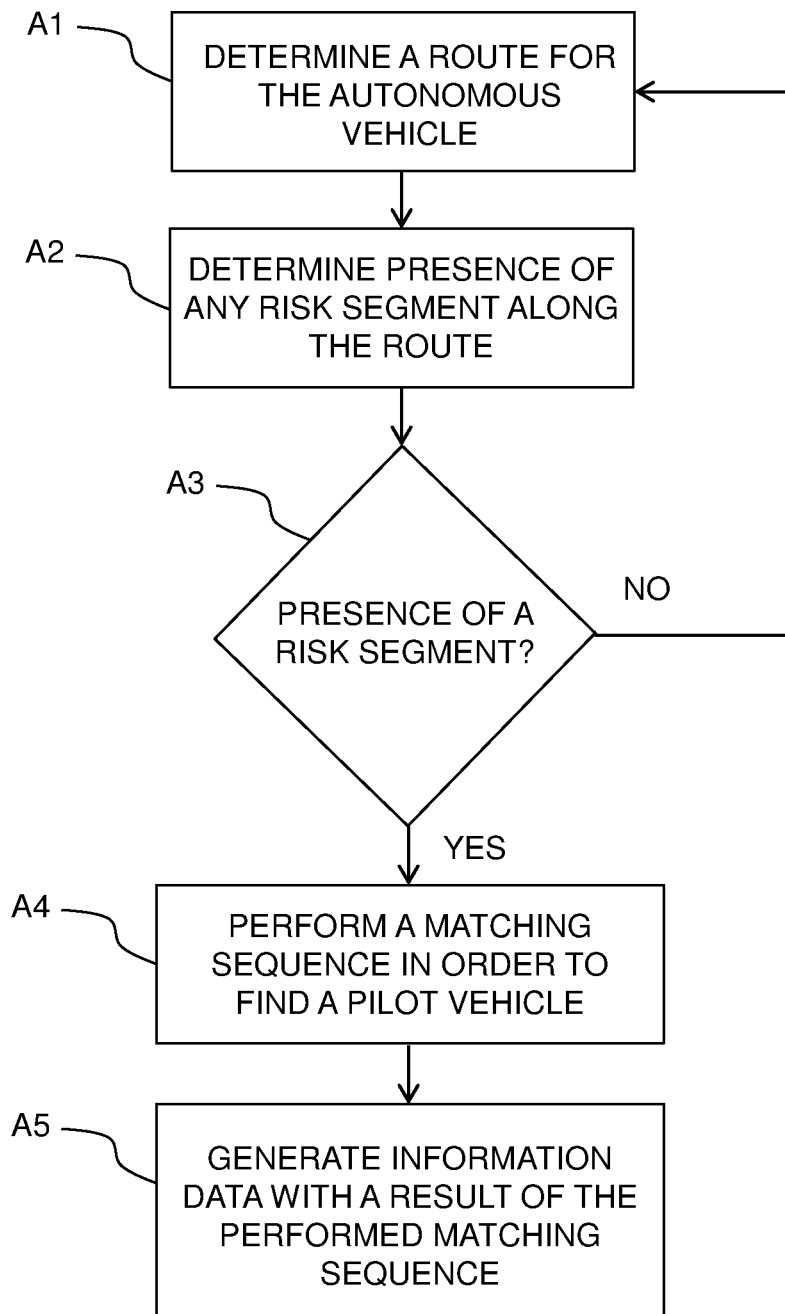 A1
DETERMINE A ROUTE FOR
THE AUTONOMOUS
VEHICLE
A2
DETERMINE PRESENCE OF
ANY RISK SEGMENT ALONG
THE ROUTE
A3
PRESENCE OF A
RISK SEGMENT?
NO
YES
A4
PERFORM A MATCHING
SEQUENCE IN ORDER TO
FIND A PILOT VEHICLE
A5
GENERATE INFORMATION
DATA WITH A RESULT OF THE
PERFORMED MATCHING
SEQUENCE